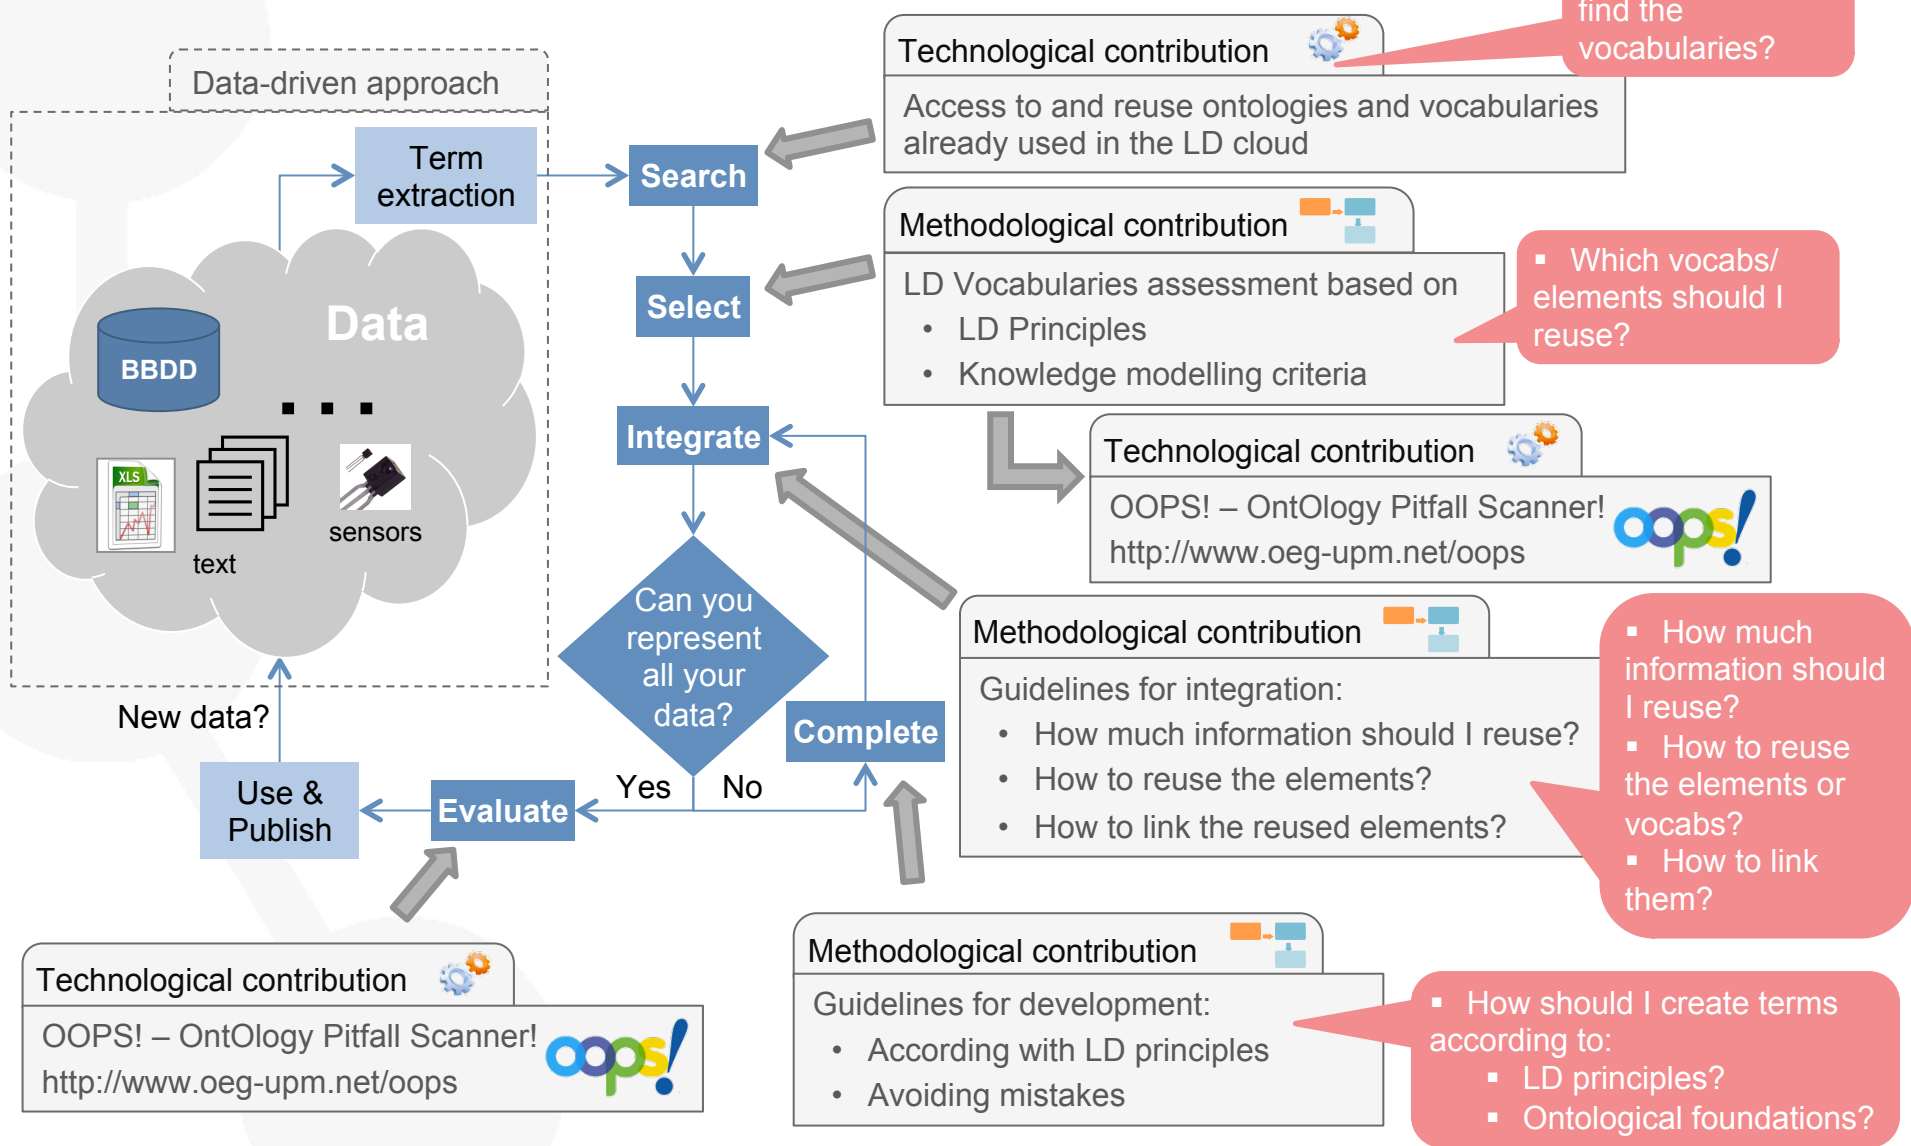 find the
vocabularies?
Technological contribution
Access to and reuse ontologies and vocabularies
already used in the LD cloud
Data-driven approach
Term
extraction
Search
Methodological contribution
LD Vocabularies assessment based on
• LD Principles
• Knowledge modelling criteria
▪ Which vocabs/
elements should I
reuse?
Select
Data
BBDD
. . .
XLS
text
sensors
Integrate
Technological contribution
OOPS! – OntOlogy Pitfall Scanner!
http://www.oeg-upm.net/oops
oops!
Can you
represent
all your
data?
Methodological contribution
Guidelines for integration:
• How much information should I reuse?
• How to reuse the elements?
• How to link the reused elements?
▪ How much
information should
I reuse?
▪ How to reuse
the elements or
vocabs?
▪ How to link
them?
New data?
Complete
Yes
No
Evaluate
Use &
Publish
Technological contribution
OOPS! – OntOlogy Pitfall Scanner!
http://www.oeg-upm.net/oops
oops!
Methodological contribution
Guidelines for development:
• According with LD principles
• Avoiding mistakes
▪ How should I create terms
according to:
▪ LD principles?
▪ Ontological foundations?